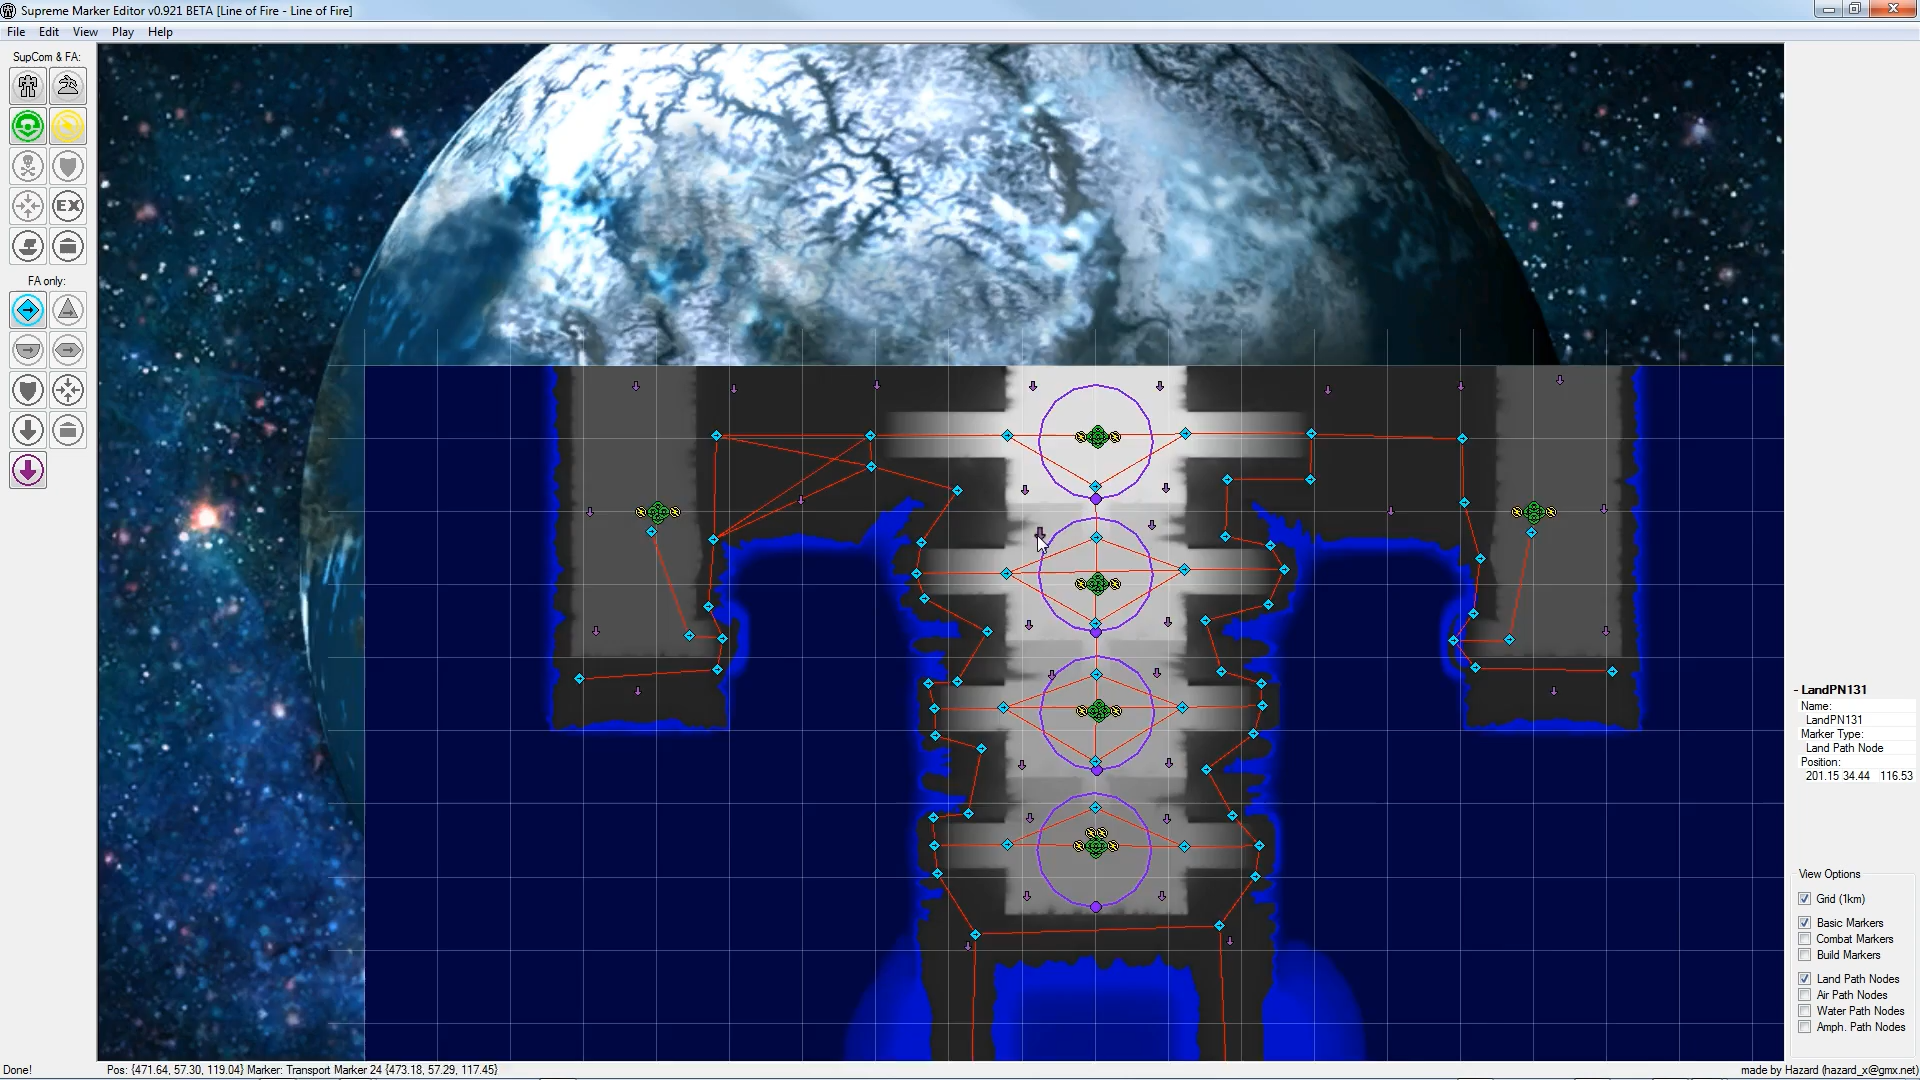 Supreme Marker Editor v0.921 BETA [Line of Fire - Line of Fire]
File Edit View Play Help
SupCom & FA:
EX
FA only:
- LandPN131
Name:
LandPN131
Marker Type:
Land Path Node
Position:
201.15 34.44 116.53
View Options
Grid (1km)
Basic Markers
Combat Markers
Build Markers
Land Path Nodes
Air Path Nodes
Water Path Nodes
Amph. Path Nodes
Done! Pos: {471.64, 57.30, 119.04} Marker: Transport Marker 24 {473.18, 57.29, 117.45} made by Hazard (hazard_x@gmx.net)